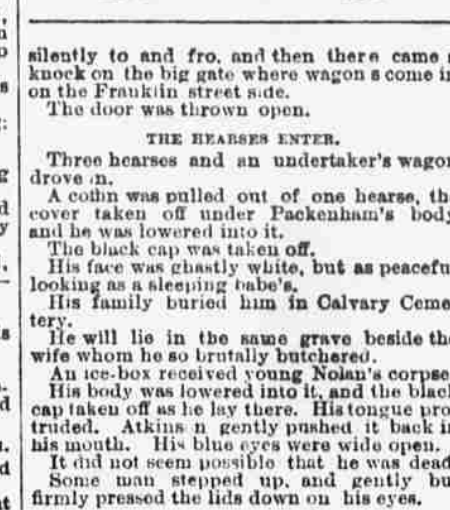 silently to and fro, and then there came
knock on the big gate where wagons come in
on the Franklin street side.
The door was thrown open.
THE HEARSES ENTER.
Three hearses and an undertaker's wagon
drove in.
A coffin was pulled out of one hearse, the
cover taken off under Packenham's body
and he was lowered into it.
The black cap was taken off.
His face was ghastly white, but as peaceful
looking as a sleeping babe's.
His family buried him in Calvary Ceme-
tery.
He will lie in the same grave beside the
wife whom he so brutally butchered.
An ice-box received young Nolan's corpse.
His body was lowered into it, and the black
cap taken off as he lay there. His tongue pro-
truded. Atkinson gently pushed it back in
his mouth. His blue eyes were wide open.
It did not seem possible that he was dead.
Some man stepped up, and gently but
firmly pressed the lids down on his eyes.